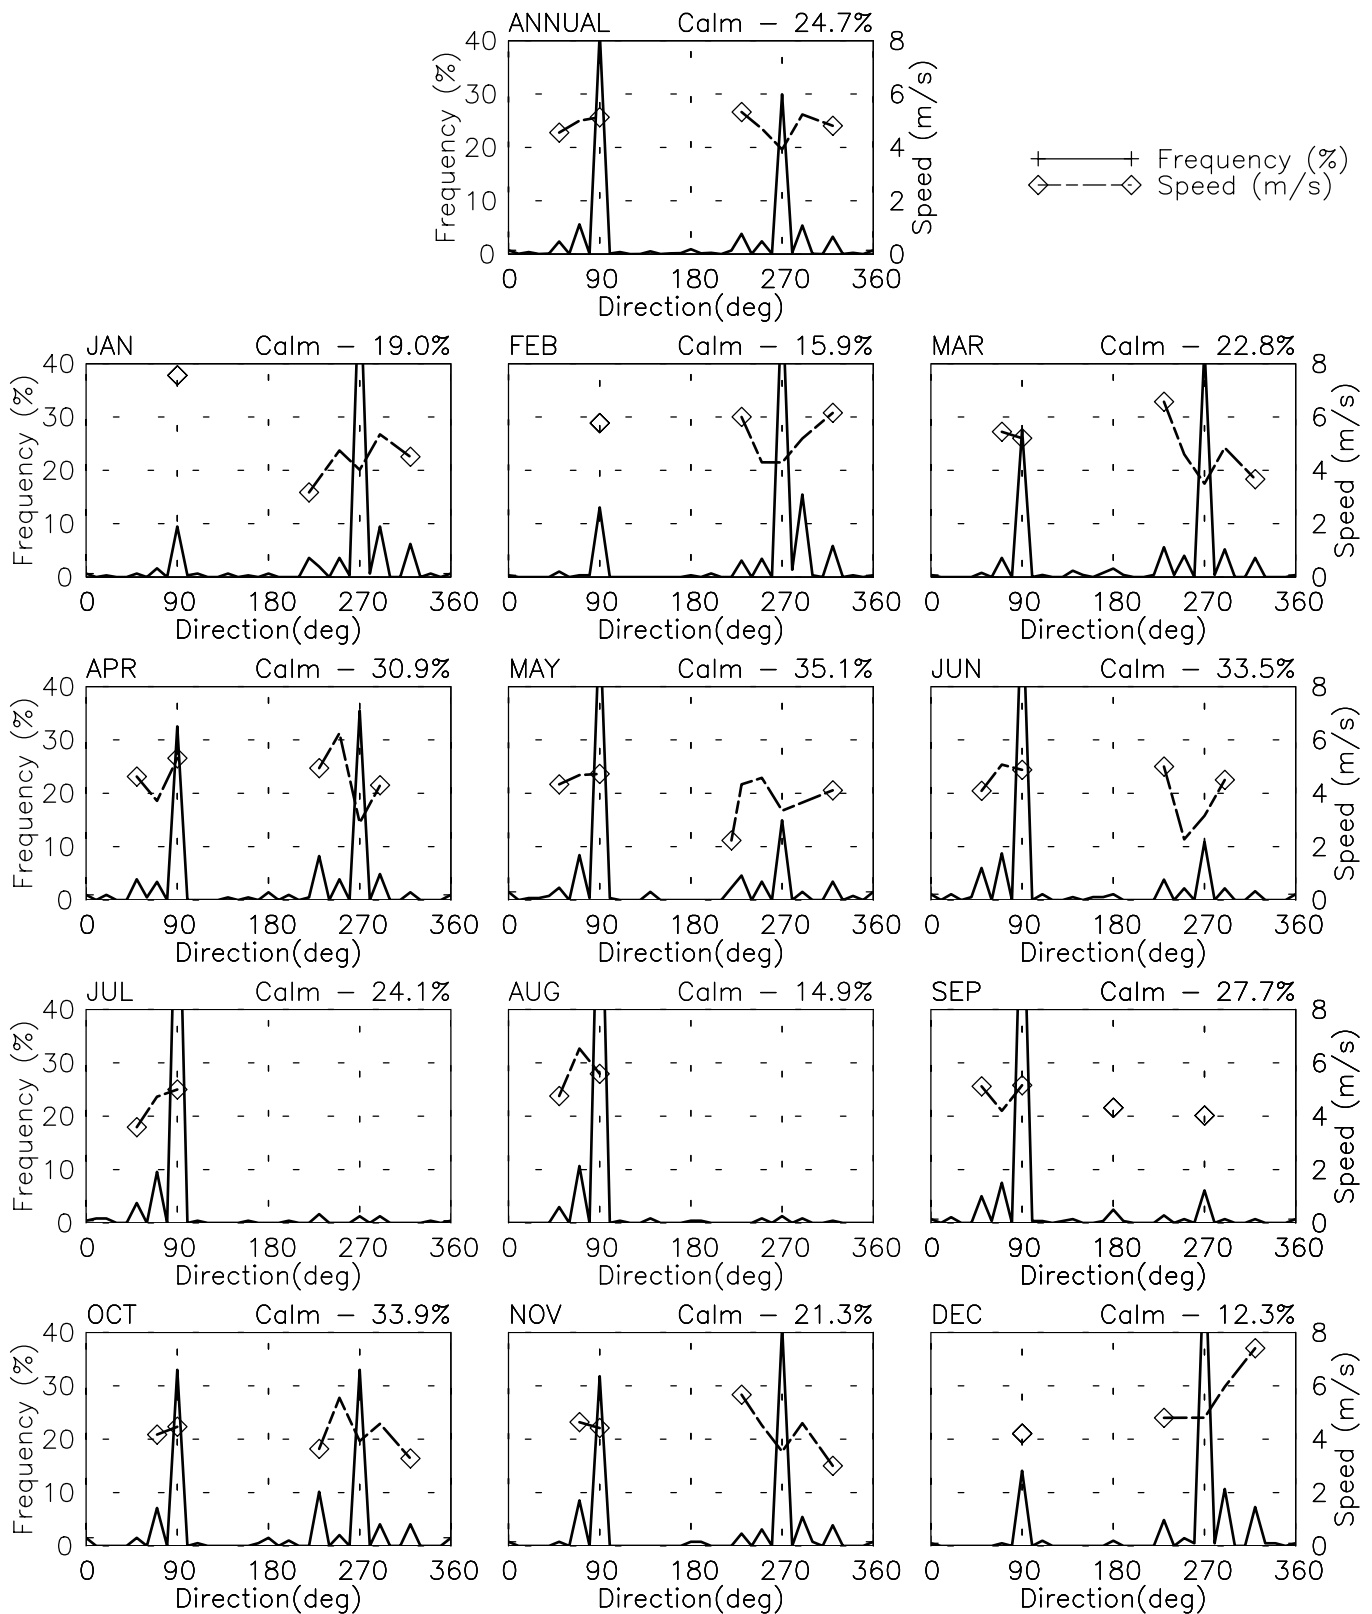 ANNUAL Calm − 24.7%
40 8
30 6
20 4
10 2
0 0
Frequency (%)
Speed (m/s)
0 90 180 270 360
Direction(deg)
Frequency (%)
Speed (m/s)
JAN Calm − 19.0%
FEB Calm − 15.9%
MAR Calm − 22.8%
40 8
30 6
20 4
10 2
0 0
Frequency (%)
Speed (m/s)
0 90 180 270 360 0 90 180 270 360 0 90 180 270 360
Direction(deg) Direction(deg) Direction(deg)
APR Calm − 30.9%
MAY Calm − 35.1%
JUN Calm − 33.5%
40 8
30 6
20 4
10 2
0 0
Frequency (%)
Speed (m/s)
0 90 180 270 360 0 90 180 270 360 0 90 180 270 360
Direction(deg) Direction(deg) Direction(deg)
JUL Calm − 24.1%
AUG Calm − 14.9%
SEP Calm − 27.7%
40 8
30 6
20 4
10 2
0 0
Frequency (%)
Speed (m/s)
0 90 180 270 360 0 90 180 270 360 0 90 180 270 360
Direction(deg) Direction(deg) Direction(deg)
OCT Calm − 33.9%
NOV Calm − 21.3%
DEC Calm − 12.3%
40 8
30 6
20 4
10 2
0 0
Frequency (%)
Speed (m/s)
0 90 180 270 360 0 90 180 270 360 0 90 180 270 360
Direction(deg) Direction(deg) Direction(deg)